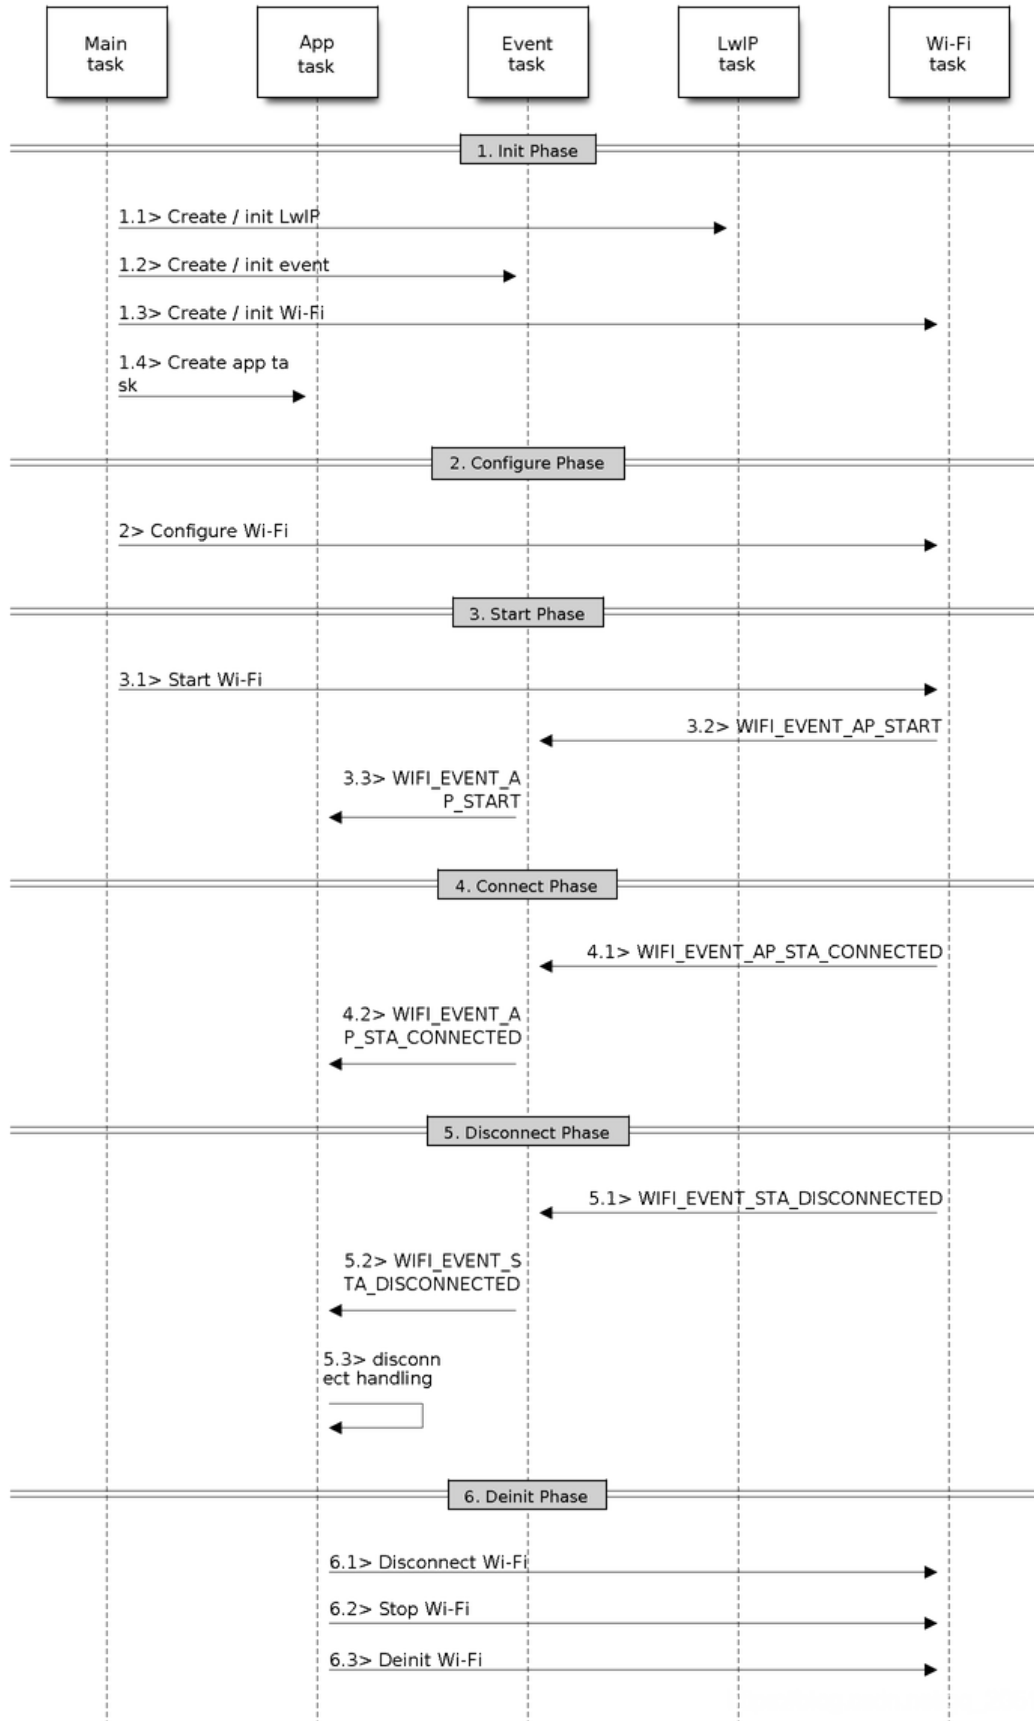 Main
task
App
task
Event
task
LwIP
task
Wi-Fi
task
1. Init Phase
1.1> Create / init LwIP
1.2> Create / init event
1.3> Create / init Wi-Fi
1.4> Create app ta
sk
2. Configure Phase
2> Configure Wi-Fi
3. Start Phase
3.1> Start Wi-Fi
3.2> WIFI_EVENT_AP_START
3.3> WIFI_EVENT_A
P_START
4. Connect Phase
4.1> WIFI_EVENT_AP_STA_CONNECTED
4.2> WIFI_EVENT_A
P_STA_CONNECTED
5. Disconnect Phase
5.1> WIFI_EVENT_STA_DISCONNECTED
5.2> WIFI_EVENT_S
TA_DISCONNECTED
5.3> disconn
ect handling
6. Deinit Phase
6.1> Disconnect Wi-Fi
6.2> Stop Wi-Fi
6.3> Deinit Wi-Fi